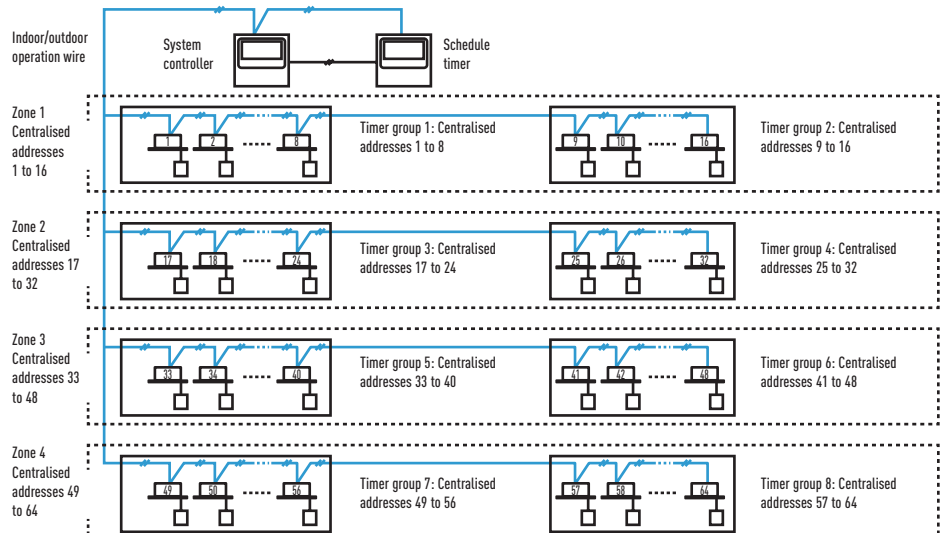 Indoor/outdoor
operation wire
System
controller
Schedule
timer
Zone 1
Centralised
addresses
1 to 16
1
2
8
Timer group 1: Centralised
addresses 1 to 8
9
10
16
Timer group 2: Centralised
addresses 9 to 16
Zone 2
Centralised
addresses 17
to 32
17
18
24
Timer group 3: Centralised
addresses 17 to 24
25
26
32
Timer group 4: Centralised
addresses 25 to 32
Zone 3
Centralised
addresses 33
to 48
33
34
40
Timer group 5: Centralised
addresses 33 to 40
41
42
48
Timer group 6: Centralised
addresses 41 to 48
Zone 4
Centralised
addresses 49
to 64
49
50
56
Timer group 7: Centralised
addresses 49 to 56
57
58
64
Timer group 8: Centralised
addresses 57 to 64